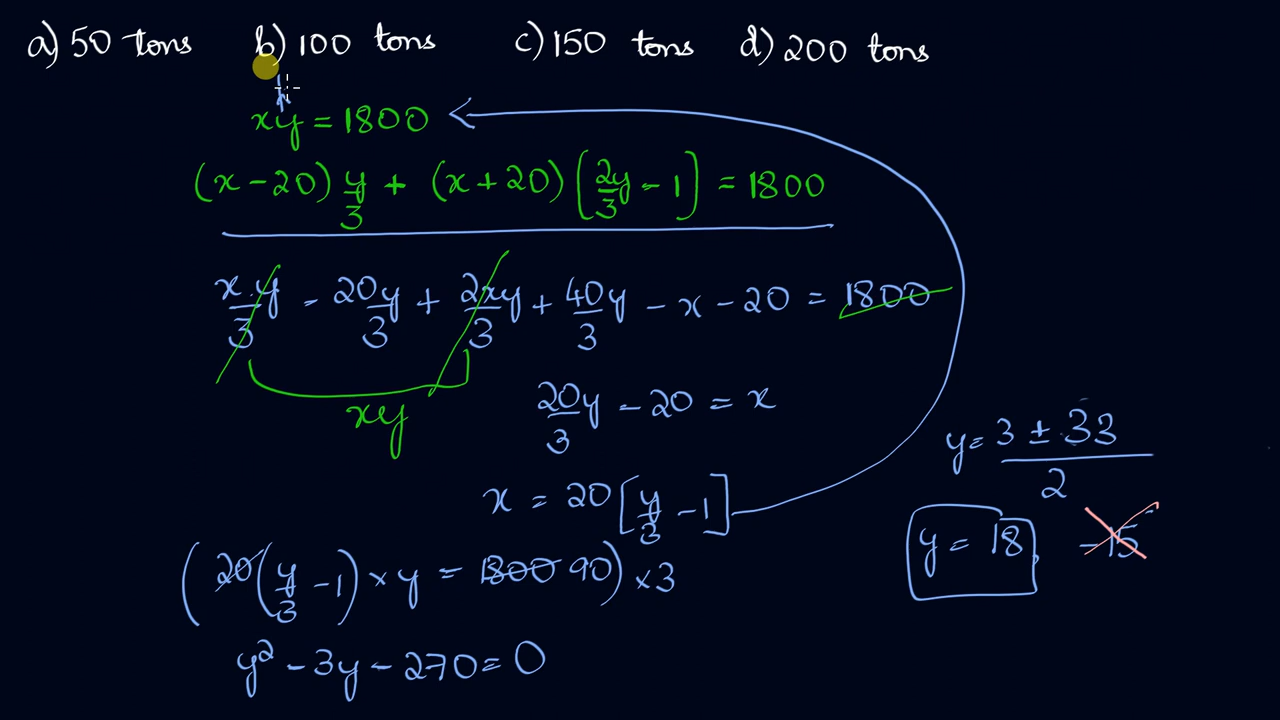 a) 50 tons b) 100 tons c) 150 tons d) 200 tons
xy = 1800
(x - 20) y/3 + (x + 20) [2y/3 - 1] = 1800
x.y/3 - 20y/3 + 2xy/3 + 40y/3 - x - 20 = 1800
xy
20y/3 - 20 = x
x = 20 [y/3 - 1]
(20(y/3 - 1) × y = 1800 90) × 3
y² - 3y - 270 = 0
y = 3 ± 33 / 2
y = 18, -15